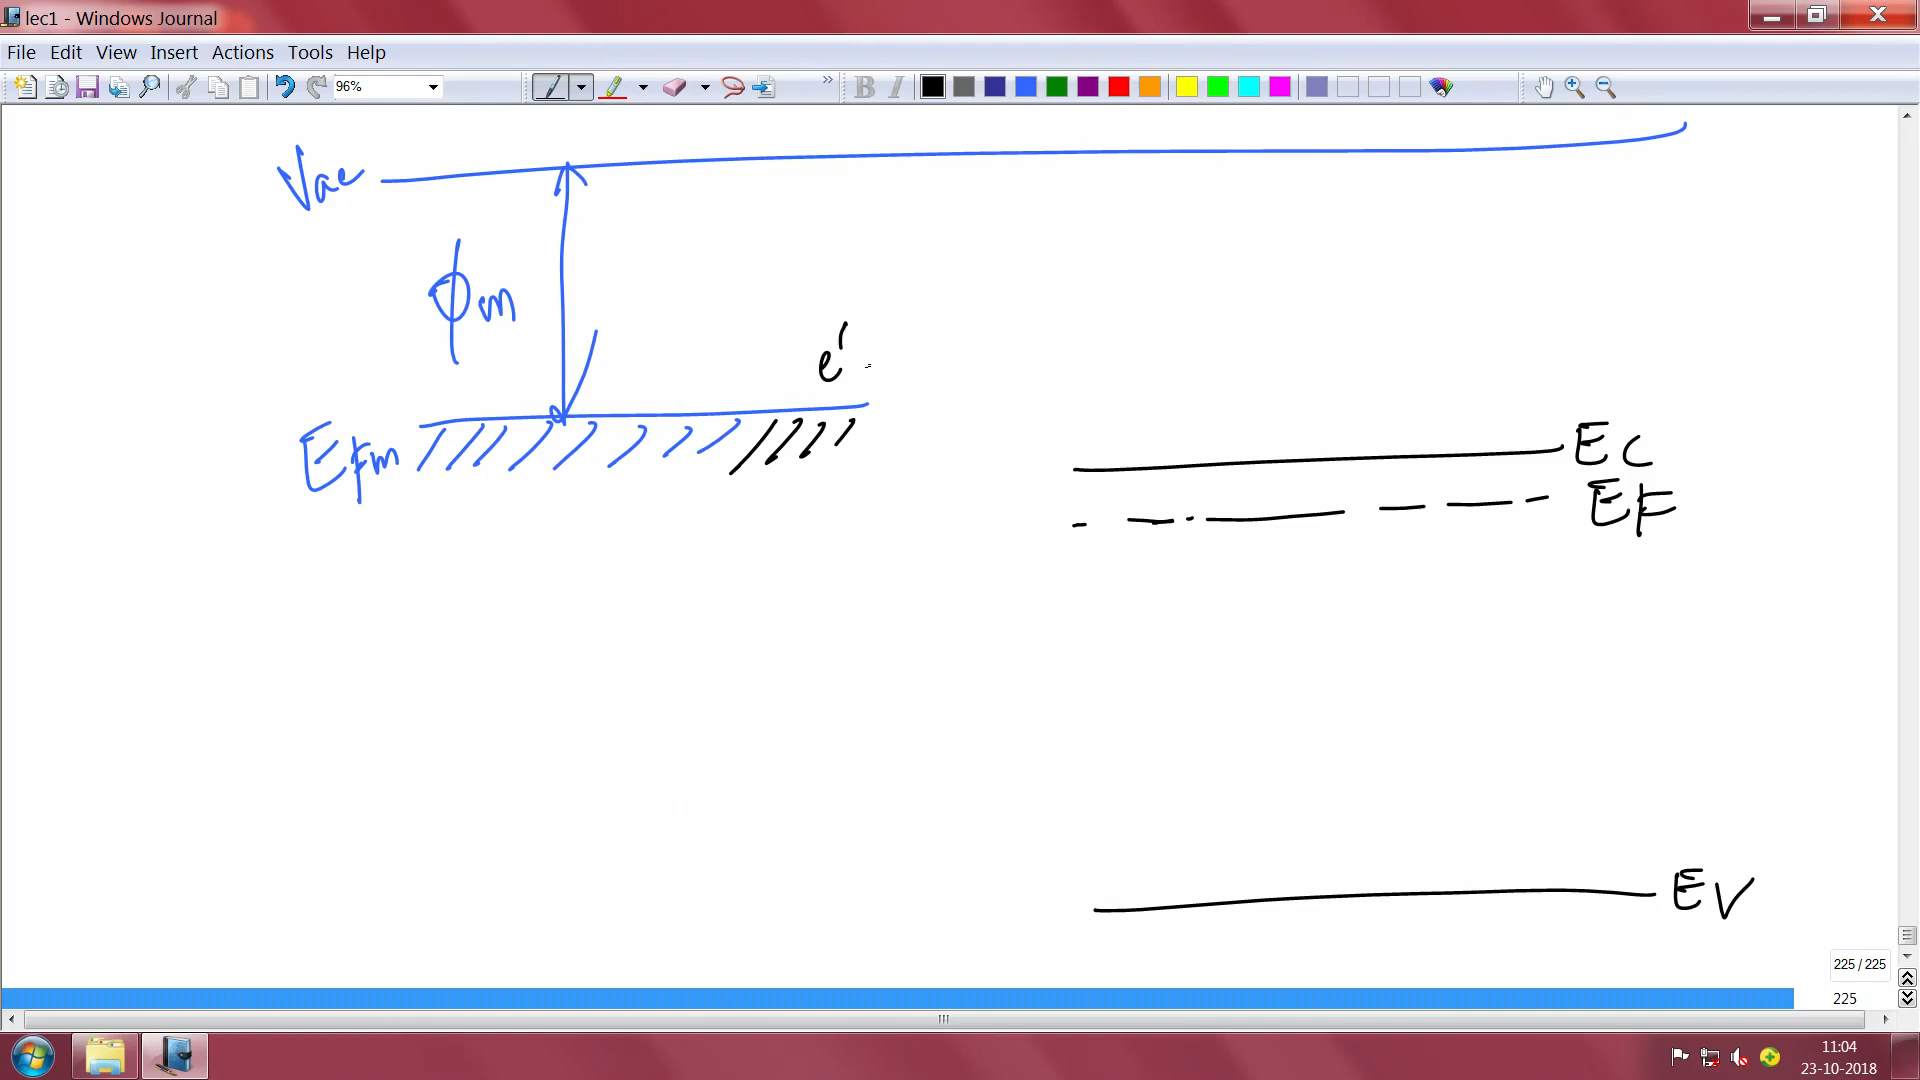 lec1 - Windows Journal
File Edit View Insert Actions Tools Help
96%
Vac
ϕm
e'
EFm
EC
EF
EV
225 / 225
225
11:04
23-10-2018